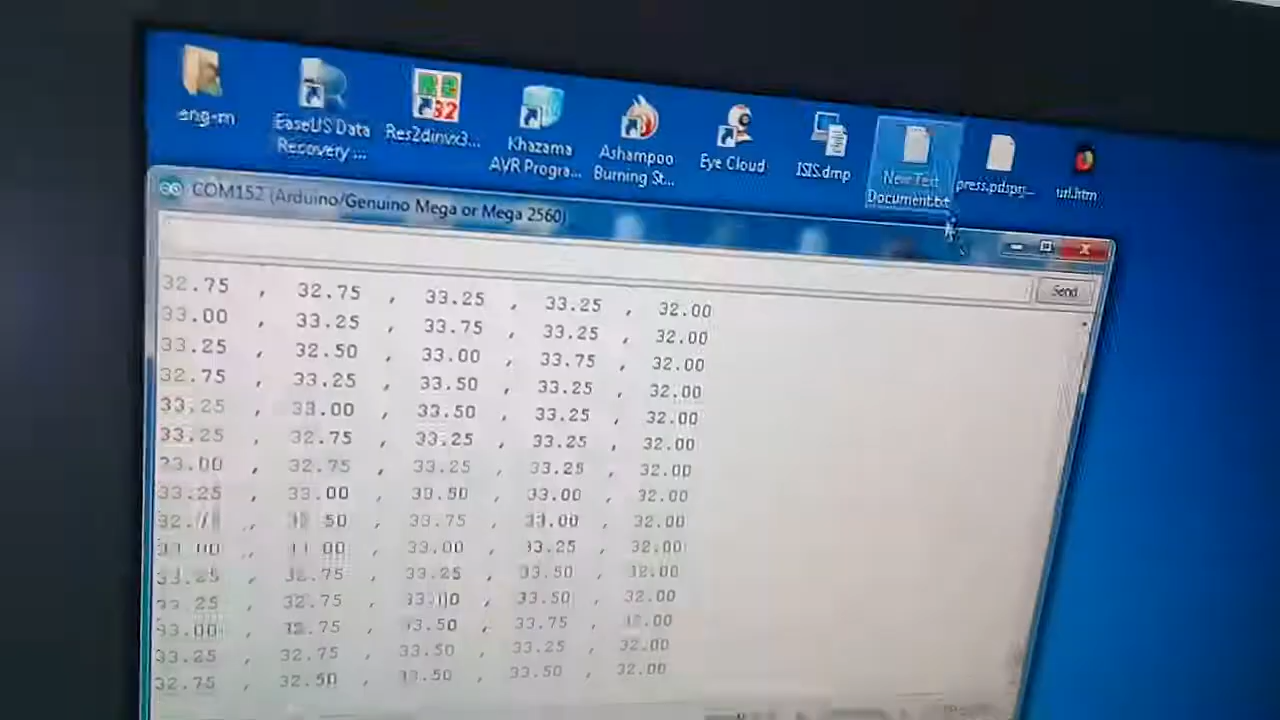 eng-m
EaseUS Data
Recovery ...
Res2dinvx3...
Khazama
AVR Progra...
Ashampoo
Burning St...
Eye Cloud
ISIS.dmp
New Text
Document.txt
press.pdsprj...
url.htm
COM152 (Arduino/Genuino Mega or Mega 2560)
Send
32.75 , 32.75 , 33.25 , 33.25 , 32.00
33.00 , 33.25 , 33.75 , 33.25 , 32.00
33.25 , 32.50 , 33.00 , 33.75 , 32.00
32.75 , 33.25 , 33.50 , 33.25 , 32.00
33.25 , 33.00 , 33.50 , 33.25 , 32.00
33.25 , 32.75 , 33.25 , 33.25 , 32.00
33.00 , 32.75 , 33.25 , 33.25 , 32.00
33.25 , 33.00 , 33.50 , 33.00 , 32.00
, 33.75 , 33.00 , 32.00
33.00 , , 33.00 , 33.25 , 32.00
33.25 , 32.75 , 33.25 , 33.50 , 32.00
33.25 , 32.75 , , 33.50 , 32.00
33.00 , 32.75 , 33.50 , 33.75 , 32.00
33.25 , 32.75 , 33.50 , 33.25 , 32.00
32.75 , 32.50 , 33.50 , 33.50 , 32.00